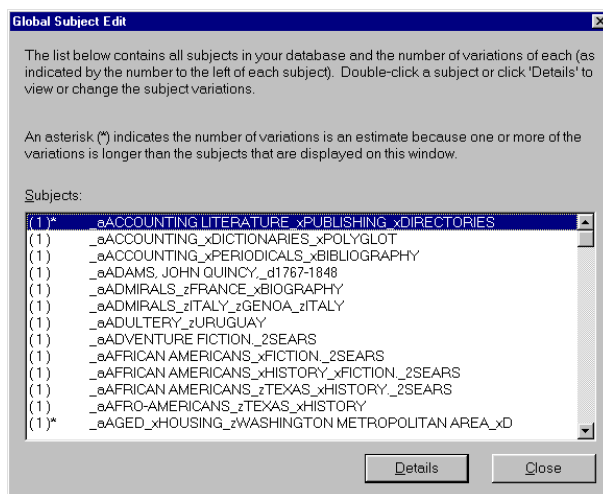 Global Subject Edit
The list below contains all subjects in your database and the number of variations of each (as
indicated by the number to the left of each subject). Double-click a subject or click 'Details' to
view or change the subject variations.
An asterisk (*) indicates the number of variations is an estimate because one or more of the
variations is longer than the subjects that are displayed on this window.
Subjects:
(1)* _aACCOUNTING LITERATURE_xPUBLISHING_xDIRECTORIES
(1) _aACCOUNTING_xDICTIONARIES_xPOLYGLOT
(1) _aACCOUNTING_xPERIODICALS_xBIBLIOGRAPHY
(1) _aADAMS, JOHN QUINCY,_d1767-1848
(1) _aADMIRALS_zFRANCE_xBIOGRAPHY
(1) _aADMIRALS_zITALY_zGENOA_zITALY
(1) _aADULTERY_zURUGUAY
(1) _aADVENTURE FICTION._2SEARS
(1) _aAFRICAN AMERICANS_xFICTION._2SEARS
(1) _aAFRICAN AMERICANS_xHISTORY_xFICTION._2SEARS
(1) _aAFRICAN AMERICANS_zTEXAS_xHISTORY._2SEARS
(1) _aAFRO-AMERICANS_zTEXAS_xHISTORY
(1)* _aAGED_xHOUSING_zWASHINGTON METROPOLITAN AREA_xD
Details Close